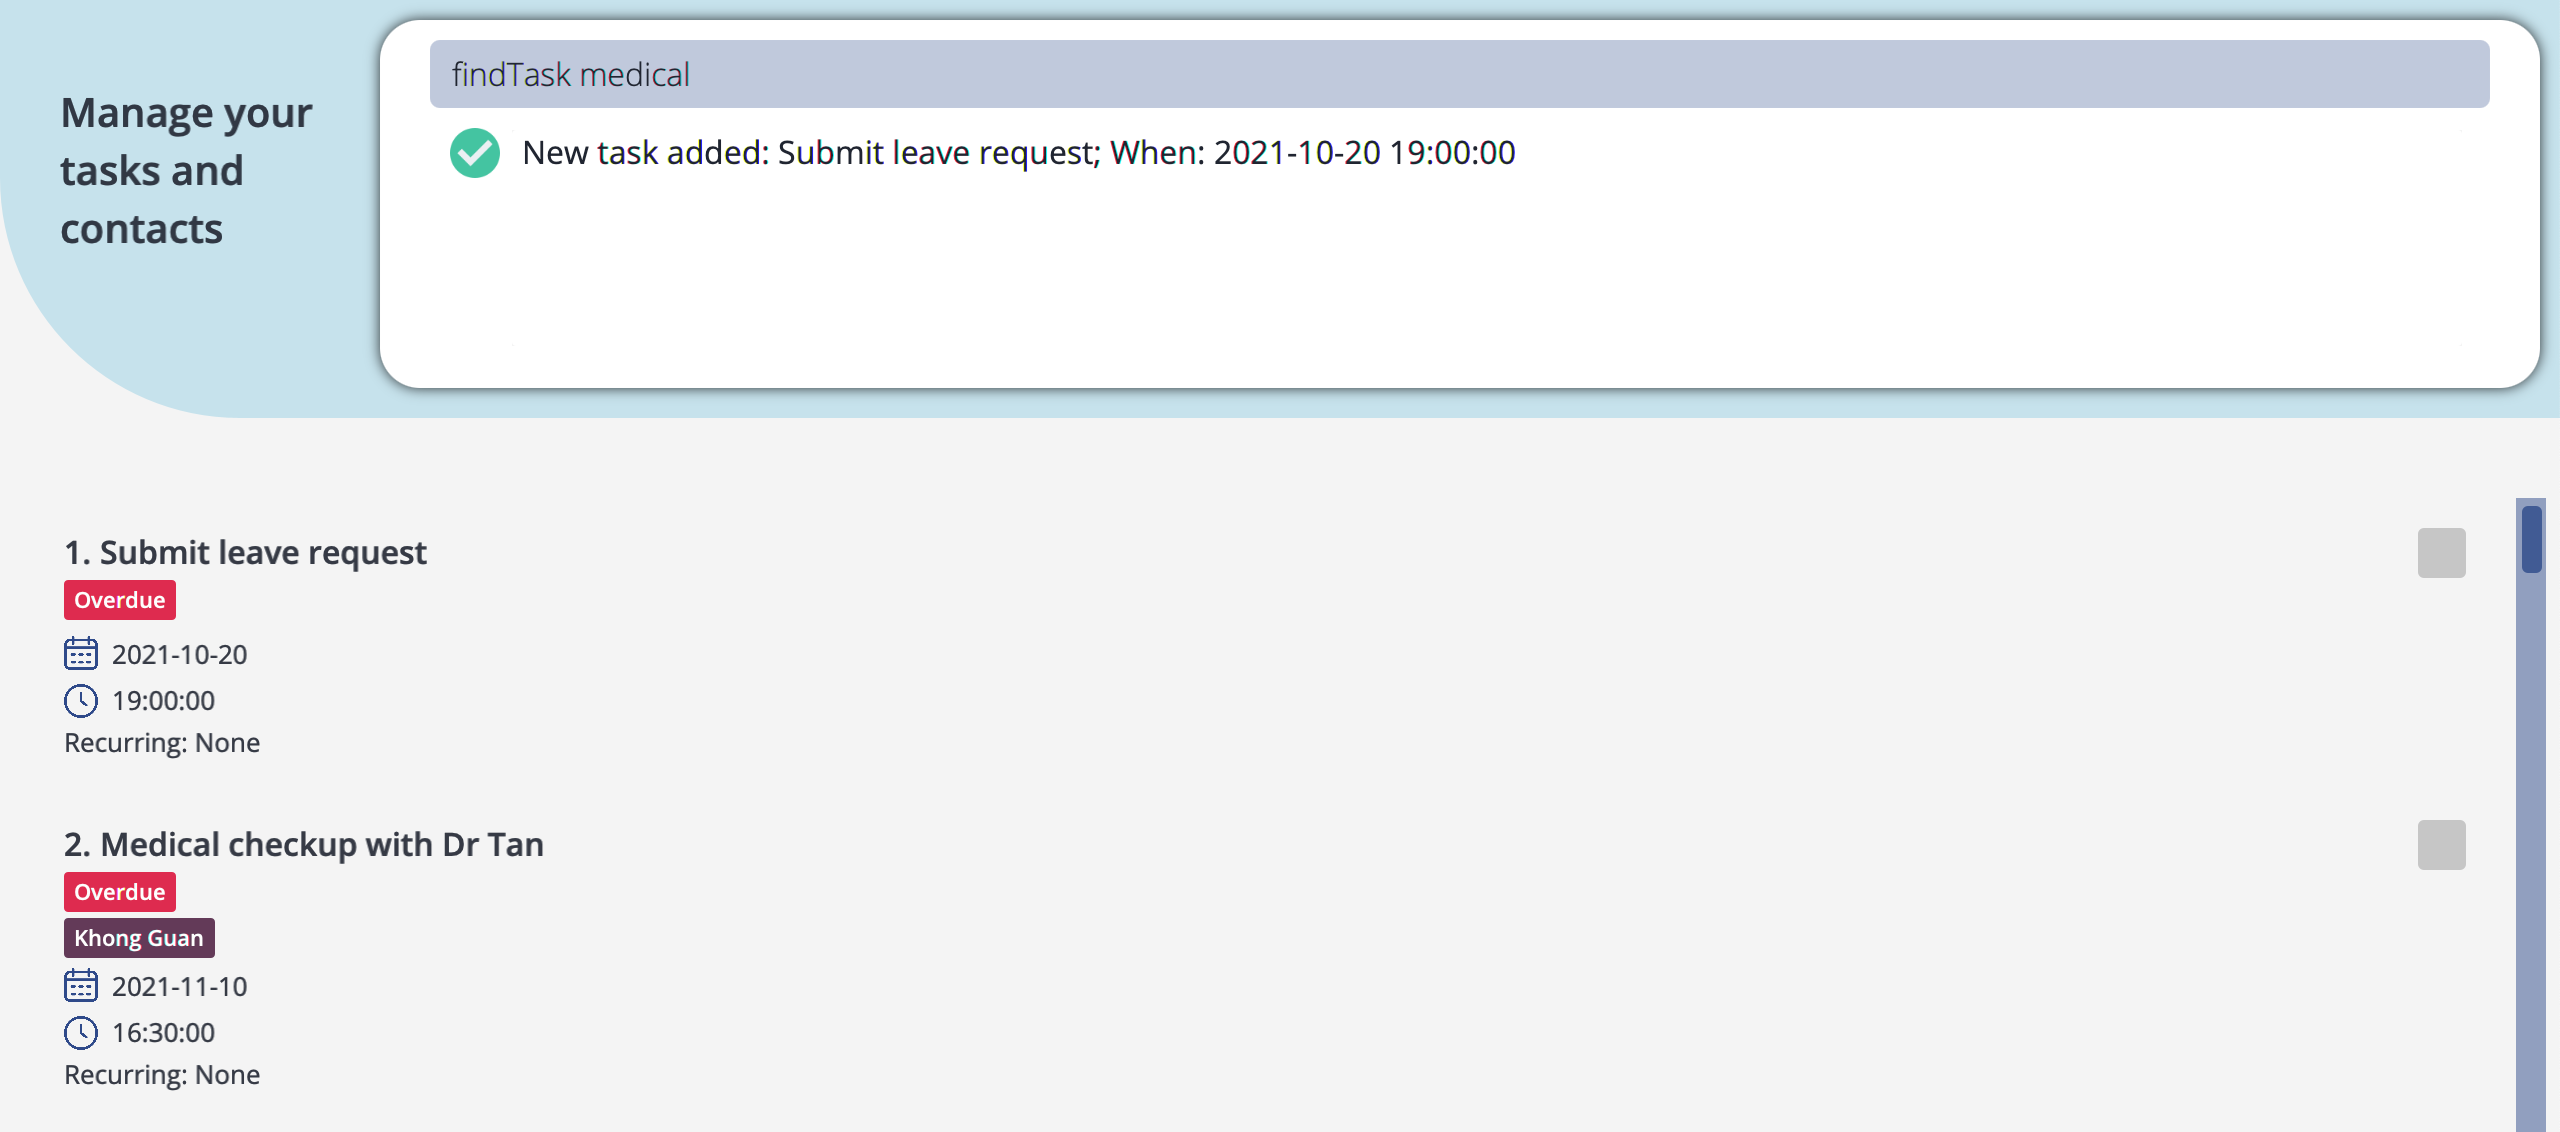 Manage your
tasks and
contacts
findTask medical
New task added: Submit leave request; When: 2021-10-20 19:00:00
1. Submit leave request
Overdue
2021-10-20
19:00:00
Recurring: None
2. Medical checkup with Dr Tan
Overdue
Khong Guan
2021-11-10
16:30:00
Recurring: None